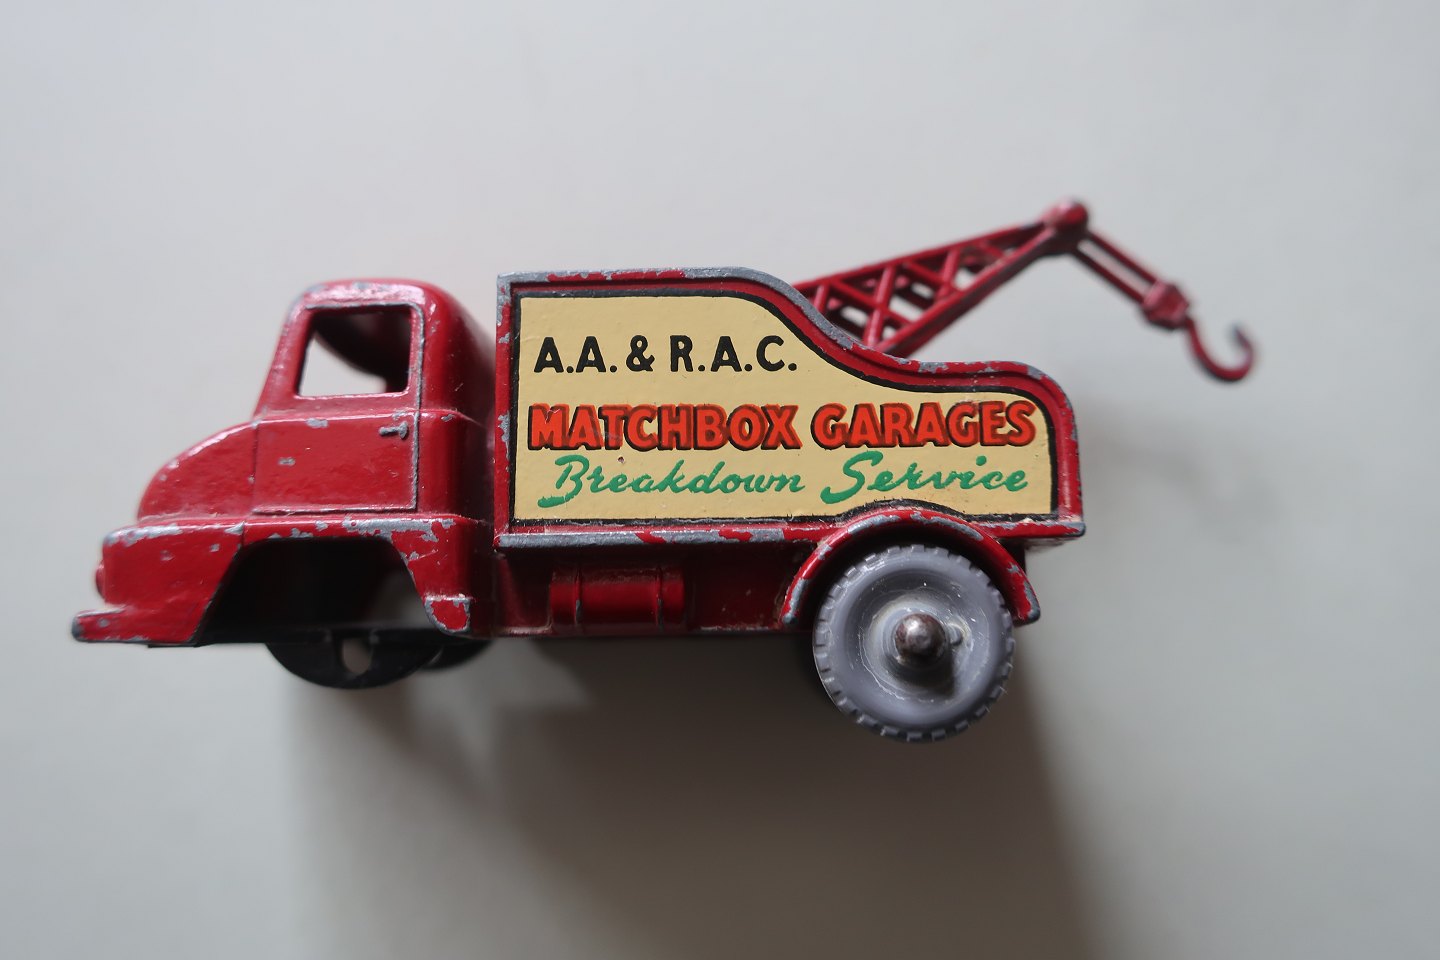 A.A. & R.A.C.
MATCHBOX GARAGES
Breakdown Service